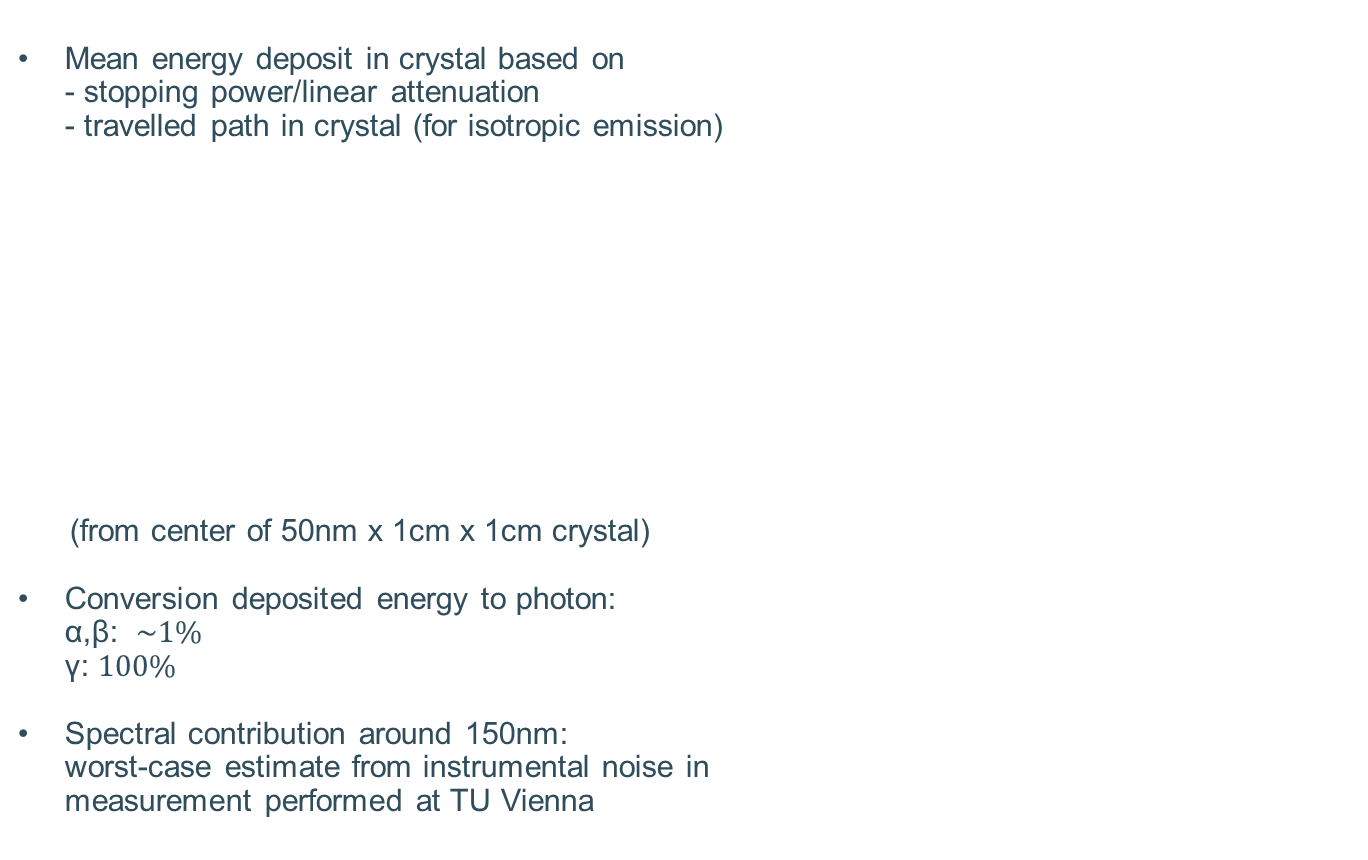 • Mean energy deposit in crystal based on
- stopping power/linear attenuation
- travelled path in crystal (for isotropic emission)
(from center of 50nm x 1cm x 1cm crystal)
• Conversion deposited energy to photon:
α,β: ~1%
γ: 100%
• Spectral contribution around 150nm:
worst-case estimate from instrumental noise in
measurement performed at TU Vienna